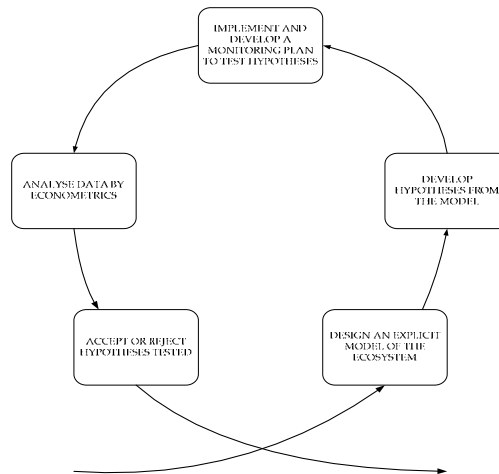 IMPLEMENT AND
DEVELOP A
MONITORING PLAN
TO TEST HYPOTHESES
ANALYSE DATA BY
ECONOMETRICS
DEVELOP
HYPOTHESES FROM
THE MODEL
ACCEPT OR REJECT
HYPOTHESES TESTED
DESIGN AN EXPLICIT
MODEL OF THE
ECOSYSTEM